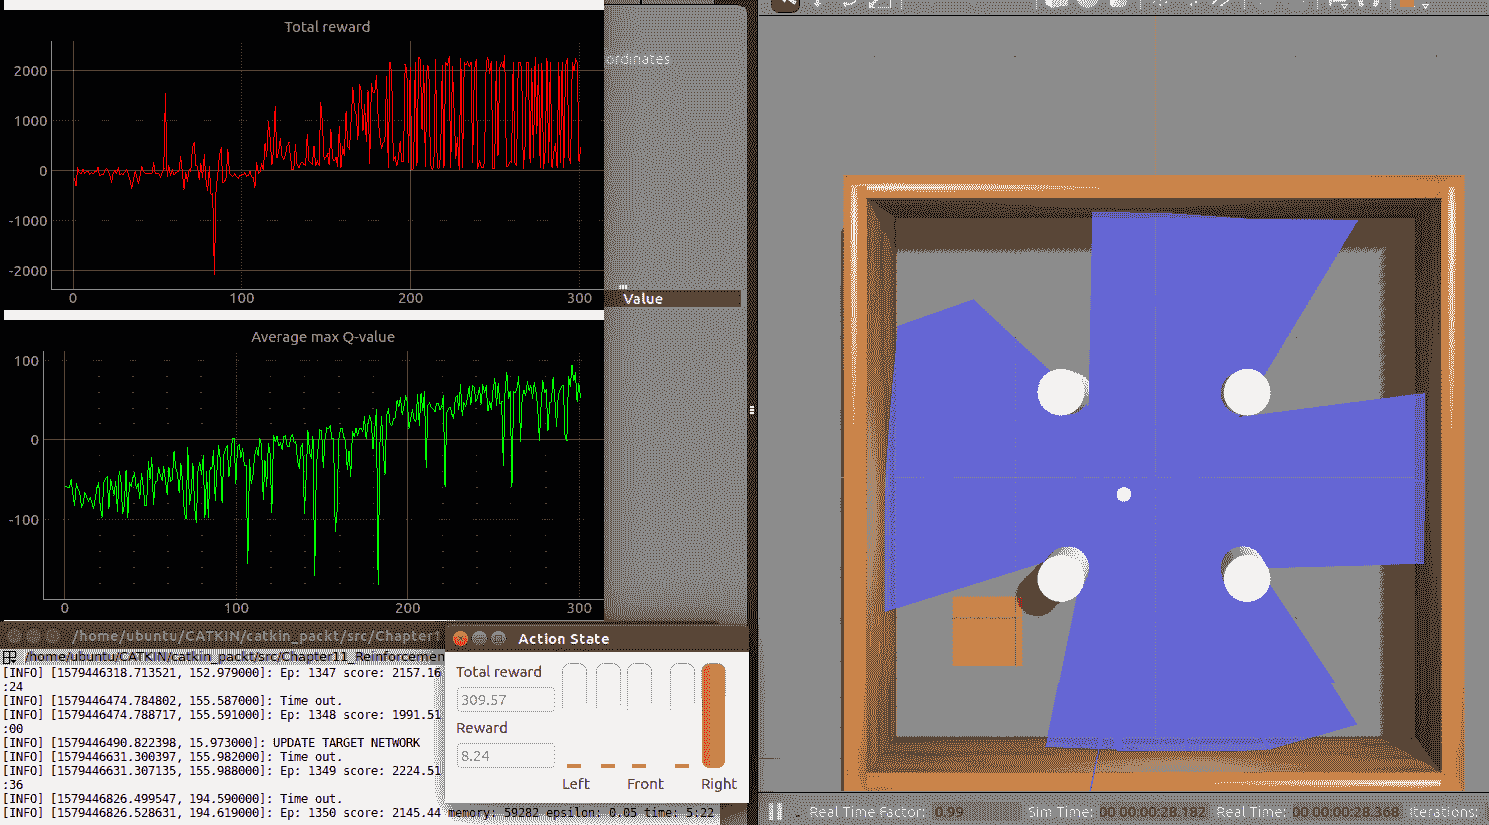 Total reward
2000
1000
0
-1000
-2000
0
100
200
300
ordinates
Value
Average max Q-value
100
0
-100
0
100
200
300
/home/ubuntu/CATKIN/catkin_packt/src/Chapter1
/home/ubuntu/CATKIN/catkin_packt/src/Chapter11_Reinforcemen
[INFO] [1579446318.713521, 152.979000]: Ep: 1347 score: 2157.16
:24
[INFO] [1579446474.784802, 155.587000]: Time out.
[INFO] [1579446474.788717, 155.591000]: Ep: 1348 score: 1991.51
:00
[INFO] [1579446490.822398, 15.973000]: UPDATE TARGET NETWORK
[INFO] [1579446631.300397, 155.982000]: Time out.
[INFO] [1579446631.307135, 155.988000]: Ep: 1349 score: 2224.51
:36
[INFO] [1579446826.499547, 194.590000]: Time out.
[INFO] [1579446826.528631, 194.619000]: Ep: 1350 score: 2145.44 memory: 59282 epsilon: 0.05 time: 5:22
Action State
Total reward
309.57
Reward
8.24
Left Front Right
Real Time Factor: 0.99 Sim Time: 00 00:00:28.182 Real Time: 00 00:00:28.368 Iterations: